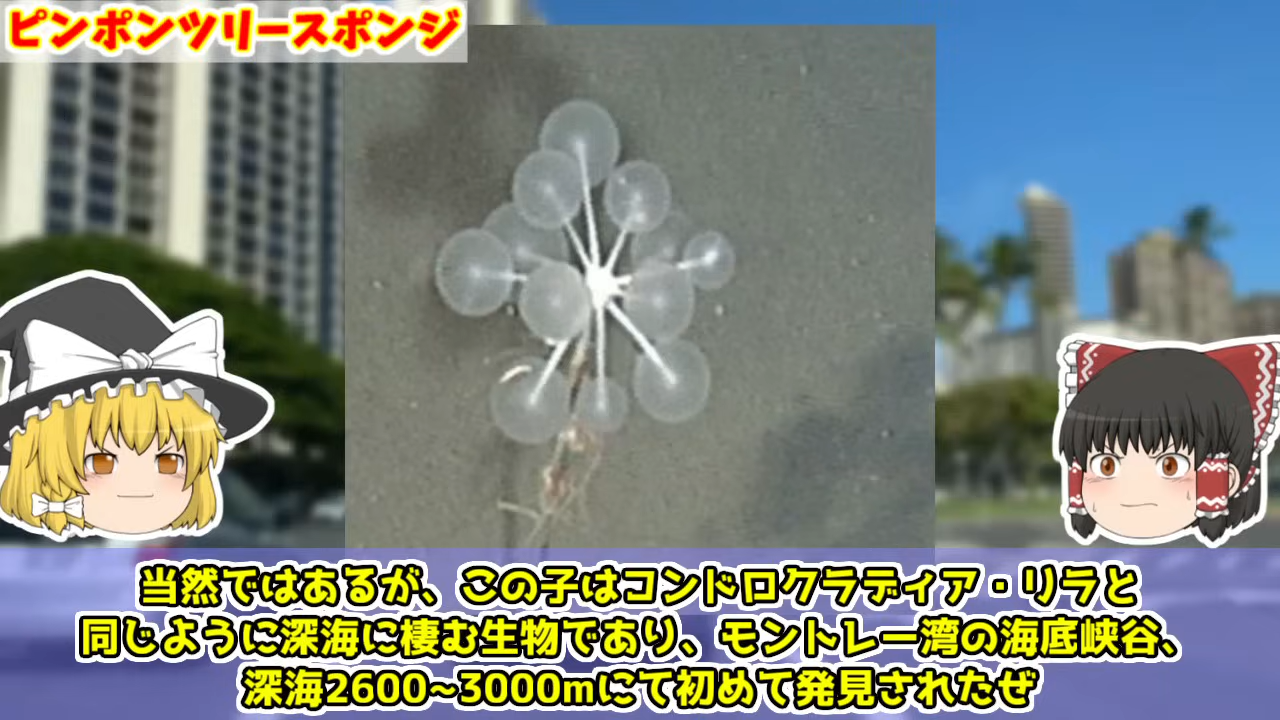 ピンポンツリースポンジ
当然ではあるが、この子はコンドロクラディア・リラと
同じように深海に棲む生物であり、モントレー湾の海底峡谷、
深海2600~3000mにて初めて発見されたぜ